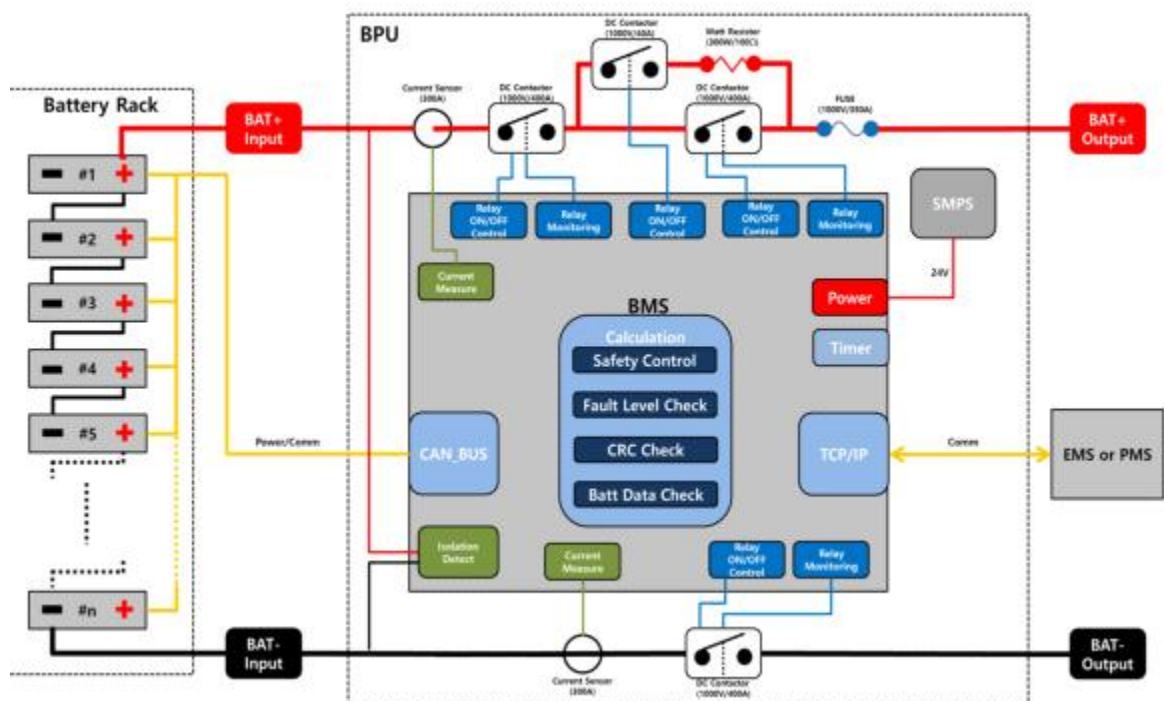 BPU
DC Contactor
(1000V/40A)
Watt Resistor
Battery Rack
BAT+
Input
Current Sensor
(300A)
DC Contactor
(1000V/400A)
DC Contactor
(1000V/400A)
FUSE
BAT+
Output
#1
#2
#3
#4
#5
#n
Relay
ON/OFF
Control
Relay
Monitoring
Relay
ON/OFF
Control
Relay
ON/OFF
Control
Relay
Monitoring
SMPS
24V
Current
Measure
Power
BMS
Timer
Calculation
Safety Control
Fault Level Check
CRC Check
Batt Data Check
Power/Comm
CAN_BUS
TCP/IP
Comm
EMS or PMS
Isolation
Detect
Current
Measure
Relay
ON/OFF
Control
Relay
Monitoring
BAT-
Input
Current Sensor
(300A)
DC Contactor
(1000V/400A)
BAT-
Output